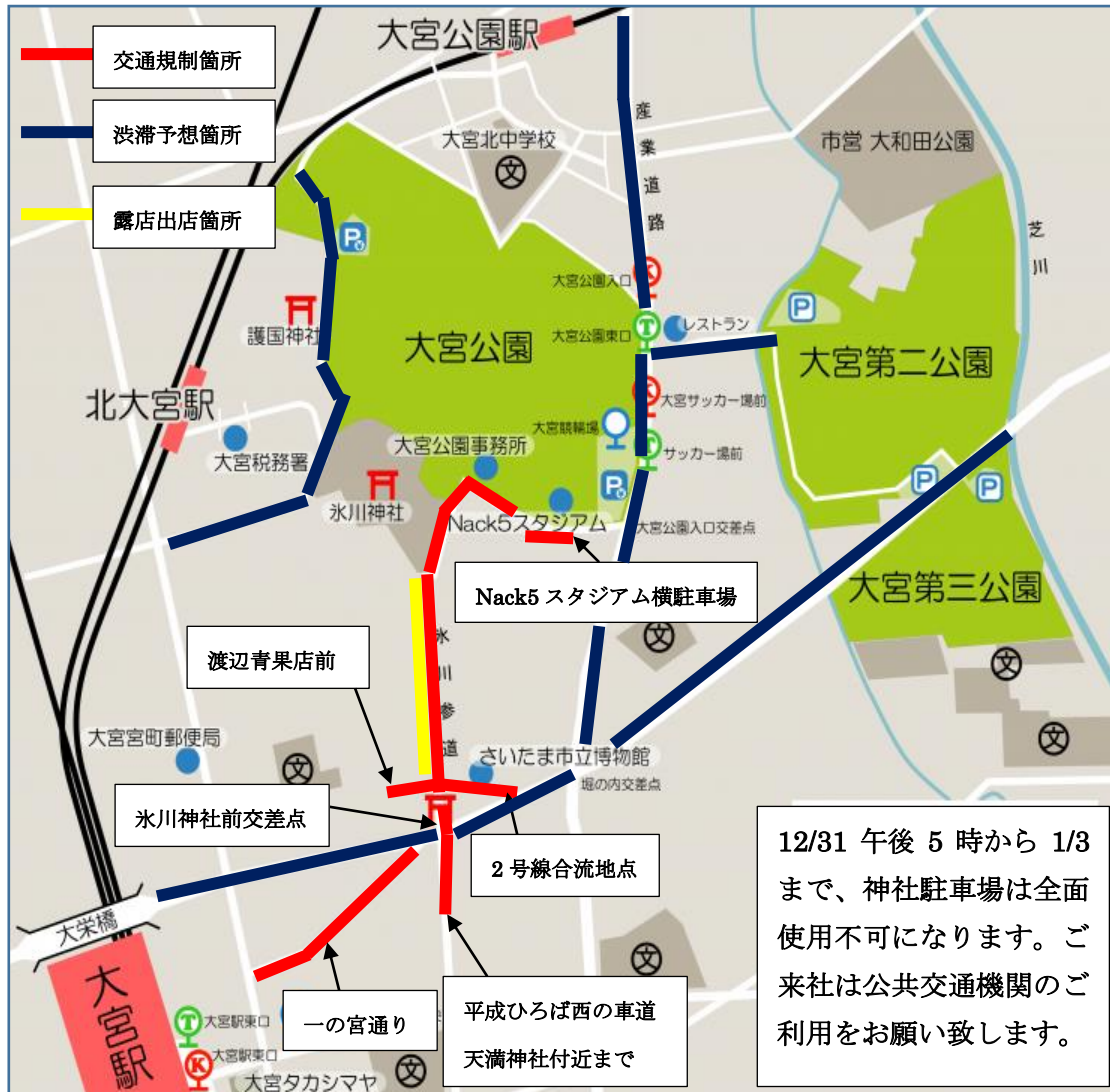 交通規制箇所
渋滞予想箇所
露店出店箇所
大宮公園駅
大宮北中学校
文
産業道路
市営 大和田公園
芝川
P
大宮公園入口
K
大宮公園東口
T
レストラン
P
護国神社
大宮公園
大宮第二公園
北大宮駅
大宮税務署
大宮公園事務所
大宮競輪場
K
大宮サッカー場前
T
サッカー場前
氷川神社
P
P
P
Nack5スタジアム
大宮公園入口交差点
Nack5 スタジアム横駐車場
大宮第三公園
文
文
文
氷川参道
渡辺青果店前
大宮宮町郵便局
文
さいたま市立博物館
堀の内交差点
氷川神社前交差点
2 号線合流地点
12/31 午後 5 時から 1/3
まで、神社駐車場は全面
使用不可になります。ご
来社は公共交通機関のご
利用をお願い致します。
大栄橋
大宮駅
文
一の宮通り
平成ひろば西の車道
天満神社付近まで
T
大宮駅東口
K
大宮駅東口
大宮タカシマヤ
文